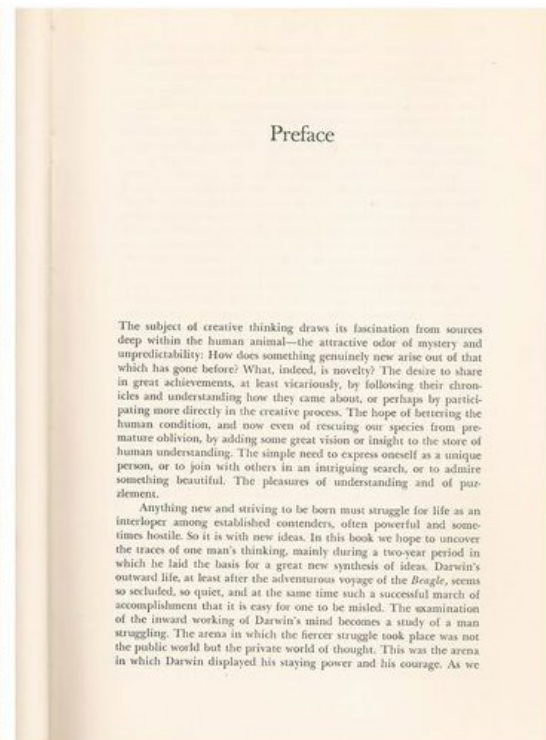 Preface
The subject of creative thinking draws its fascination from sources
deep within the human animal—the attractive odor of mystery and
unpredictability: How does something genuinely new arise out of that
which has gone before? What, indeed, is novelty? The desire to share
in great achievements, at least vicariously, by following their chron-
icles and understanding how they came about, or perhaps by partici-
pating more directly in the creative process. The hope of bettering the
human condition, and now even of rescuing our species from pre-
mature oblivion, by adding some great vision or insight to the store of
human understanding. The simple need to express oneself as a unique
person, or to join with others in an intriguing search, or to admire
something beautiful. The pleasures of understanding and of puz-
zlement.
Anything new and striving to be born must struggle for life as an
interloper among established contenders, often powerful and some-
times hostile. So it is with new ideas. In this book we hope to uncover
the traces of one man's thinking, mainly during a two-year period in
which he laid the basis for a great new synthesis of ideas. Darwin's
outward life, at least after the adventurous voyage of the Beagle, seems
so secluded, so quiet, and at the same time such a successful march of
accomplishment that it is easy for one to be misled. The examination
of the inward working of Darwin's mind becomes a study of a man
struggling. The arena in which the fiercer struggle took place was not
the public world but the private world of thought. This was the arena
in which Darwin displayed his staying power and his courage. As we